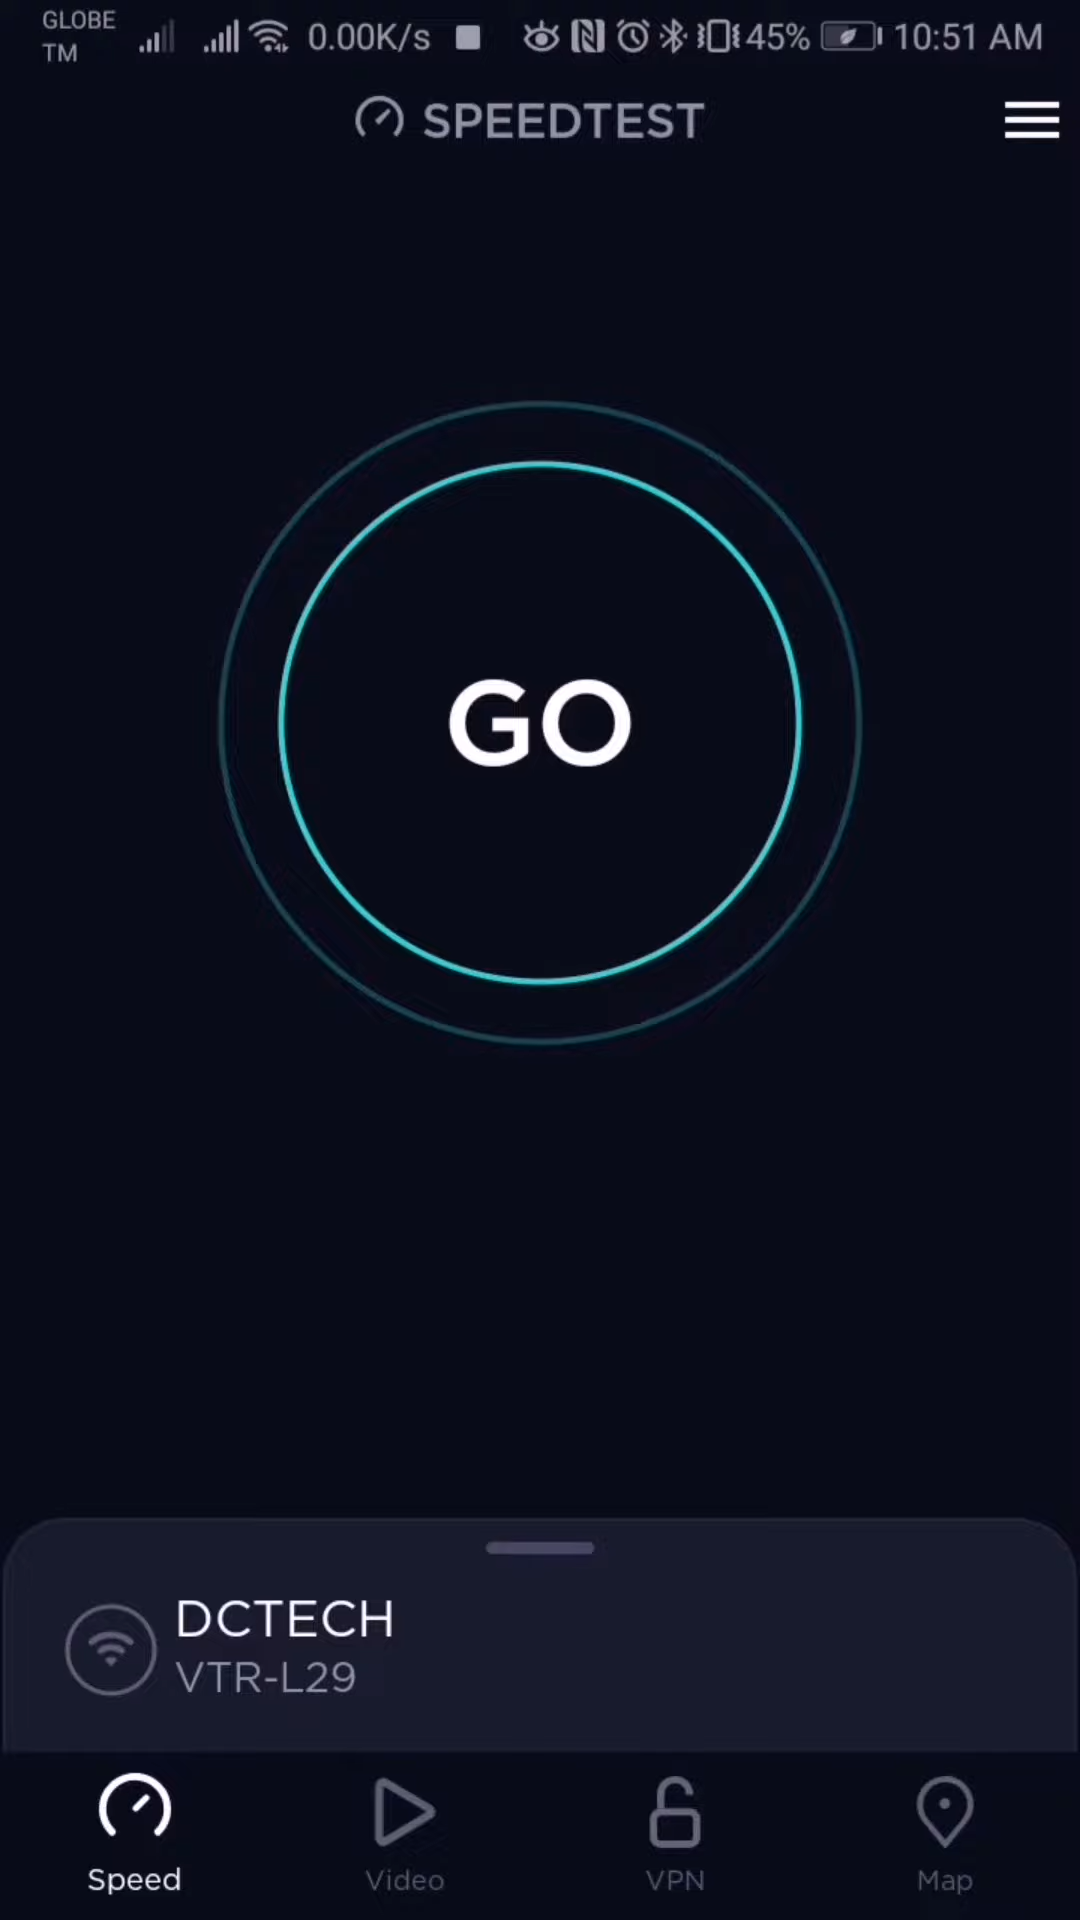 GLOBE
TM
0.00K/s
45%
10:51 AM
SPEEDTEST
GO
DCTECH
VTR-L29
Speed
Video
VPN
Map